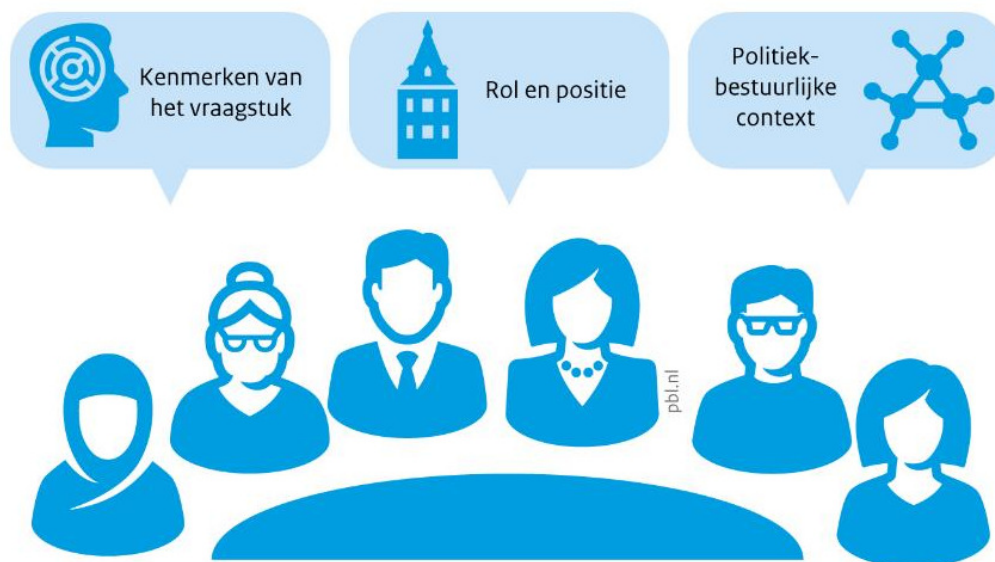 Kenmerken van
het vraagstuk
Rol en positie
Politiek-
bestuurlijke
context
pbl.nl